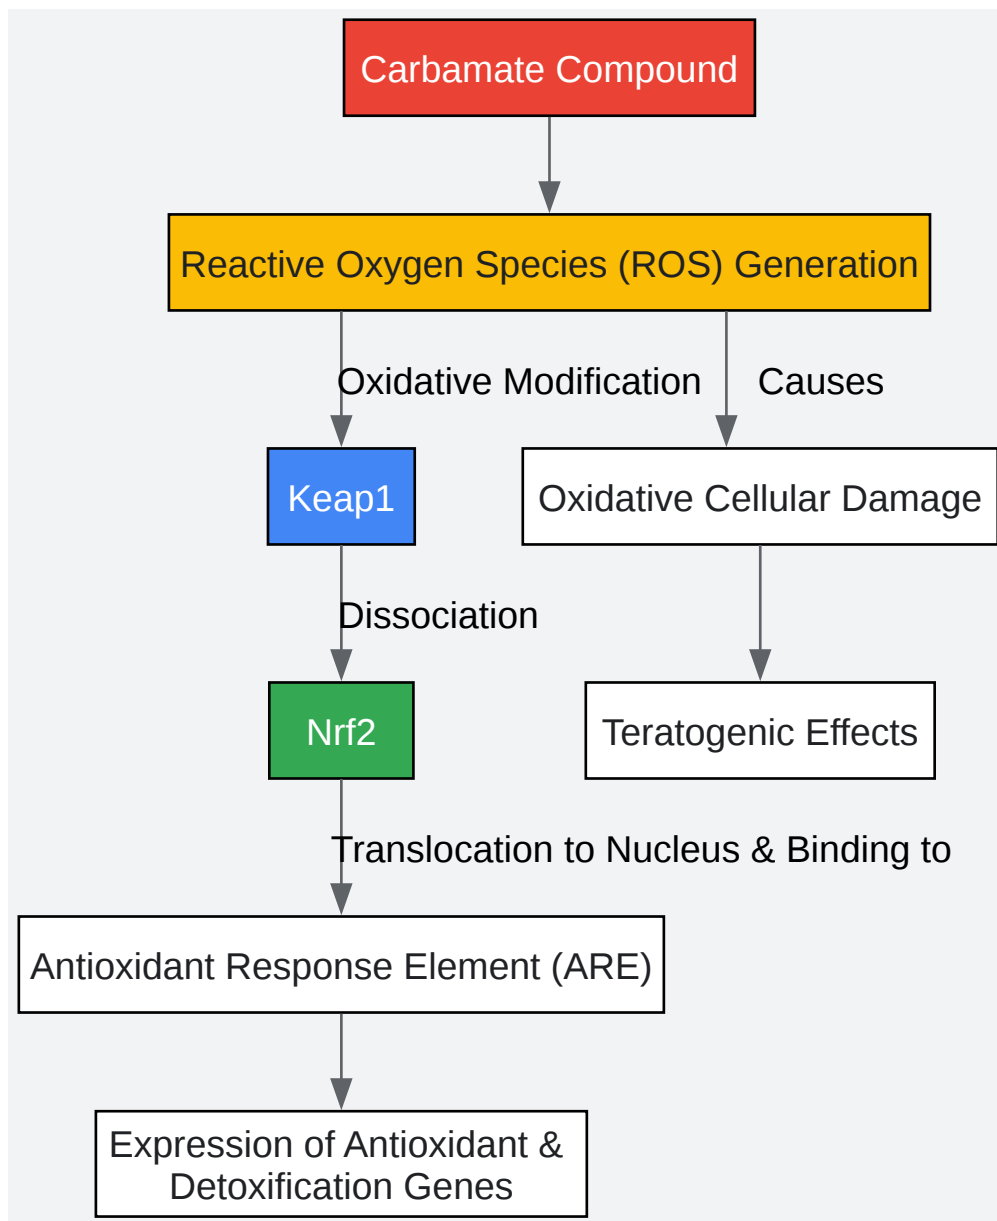 Carbamate Compound
Reactive Oxygen Species (ROS) Generation
Oxidative Modification
Causes
Keap1
Oxidative Cellular Damage
Dissociation
Nrf2
Teratogenic Effects
Translocation to Nucleus & Binding to
Antioxidant Response Element (ARE)
Expression of Antioxidant &
Detoxification Genes